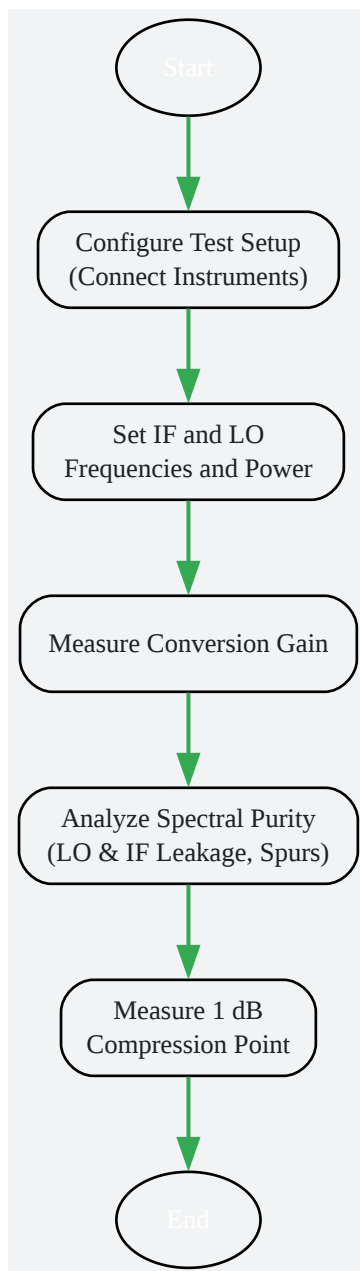 Start
Configure Test Setup
(Connect Instruments)
Set IF and LO
Frequencies and Power
Measure Conversion Gain
Analyze Spectral Purity
(LO & IF Leakage, Spurs)
Measure 1 dB
Compression Point
End